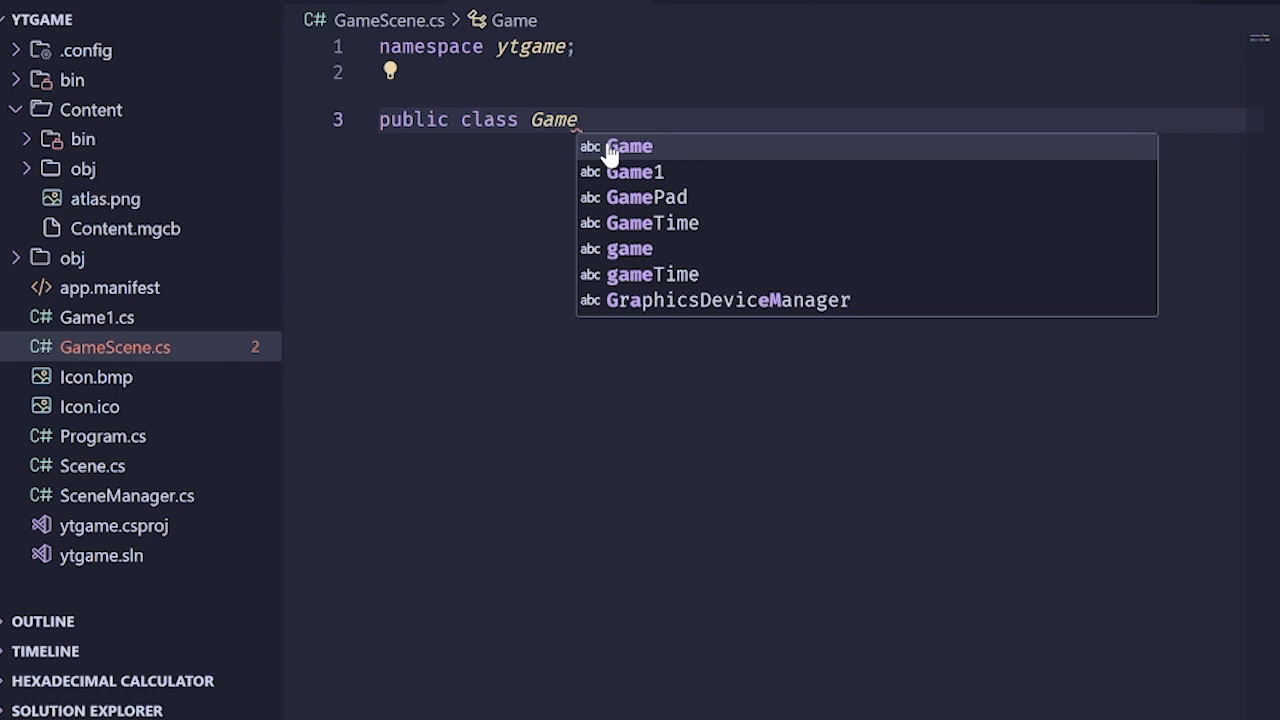 YTGAME
.config
bin
Content
bin
obj
atlas.png
Content.mgcb
obj
app.manifest
C# Game1.cs
C# GameScene.cs 2
Icon.bmp
Icon.ico
C# Program.cs
C# Scene.cs
C# SceneManager.cs
ytgame.csproj
ytgame.sln
OUTLINE
TIMELINE
HEXADECIMAL CALCULATOR
SOLUTION EXPLORER
C# GameScene.cs > Game
1 namespace ytgame;
2
3 public class Game
abc Game
abc Game1
abc GamePad
abc GameTime
abc game
abc gameTime
abc GraphicsDeviceManager